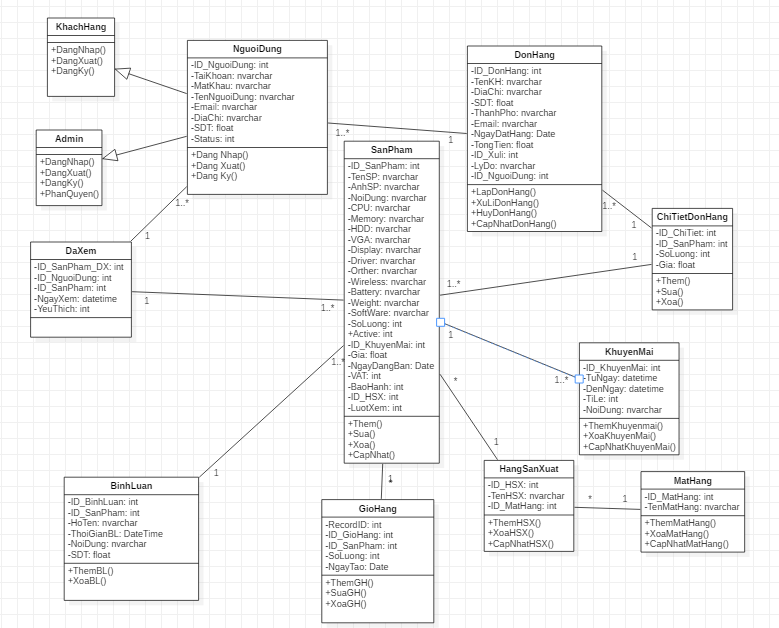 KhachHang
+DangNhap()
+DangXuat()
+DangKy()
Admin
+DangNhap()
+DangXuat()
+DangKy()
+PhanQuyen()
NguoiDung
-ID_NguoiDung: int
-TaiKhoan: nvarchar
-MatKhau: nvarchar
-TenNguoiDung: nvarchar
-Email: nvarchar
-DiaChi: nvarchar
-SDT: float
-Status: int
+Dang Nhap()
+Dang Xuat()
+Dang Ky()
1..*
1
DonHang
-ID_DonHang: int
-TenKH: nvarchar
-DiaChi: nvarchar
-SDT: float
-ThanhPho: nvarchar
-Email: nvarchar
-NgayDatHang: Date
-TongTien: float
-ID_Xuli: int
-LyDo: nvarchar
-ID_NguoiDung: int
+LapDonHang()
+XuLiDonHang()
+HuyDonHang()
+CapNhatDonHang()
1..*
1
ChiTietDonHang
-ID_ChiTiet: int
-ID_SanPham: int
-SoLuong: int
-Gia: float
+Them()
+Sua()
+Xoa()
1
1..*
SanPham
-ID_SanPham: int
-TenSP: nvarchar
-AnhSP: nvarchar
-NoiDung: nvarchar
-CPU: nvarchar
-Memory: nvarchar
-HDD: nvarchar
-VGA: nvarchar
-Display: nvarchar
-Driver: nvarchar
-Orther: nvarchar
-Wireless: nvarchar
-Battery: nvarchar
-Weight: nvarchar
-SoftWare: nvarchar
-SoLuong: int
+Active: int
-ID_KhuyenMai: int
-Gia: float
-NgayDangBan: Date
-VAT: int
-BaoHanh: int
-ID_HSX: int
-LuotXem: int
+Them()
+Sua()
+Xoa()
+CapNhat()
1..*
1
DaXem
-ID_SanPham_DX: int
-ID_NguoiDung: int
-ID_SanPham: int
-NgayXem: datetime
-YeuThich: int
1
1..*
1
1..*
KhuyenMai
-ID_KhuyenMai: int
-TuNgay: datetime
-DenNgay: datetime
-TiLe: int
-NoiDung: nvarchar
+ThemKhuyenmai()
+XoaKhuyenMai()
+CapNhatKhuyenMai()
1..*
1
BinhLuan
-ID_BinhLuan: int
-ID_SanPham: int
-HoTen: nvarchar
-ThoiGianBL: DateTime
-NoiDung: nvarchar
-SDT: float
+ThemBL()
+XoaBL()
GioHang
-RecordID: int
-ID_GioHang: int
-ID_SanPham: int
-SoLuong: int
-NgayTao: Date
+ThemGH()
+SuaGH()
+XoaGH()
*
1
HangSanXuat
-ID_HSX: int
-TenHSX: nvarchar
-ID_MatHang: int
+ThemHSX()
+XoaHSX()
+CapNhatHSX()
*
1
MatHang
-ID_MatHang: int
-TenMatHang: nvarchar
+ThemMatHang()
+XoaMatHang()
+CapNhatMatHang()